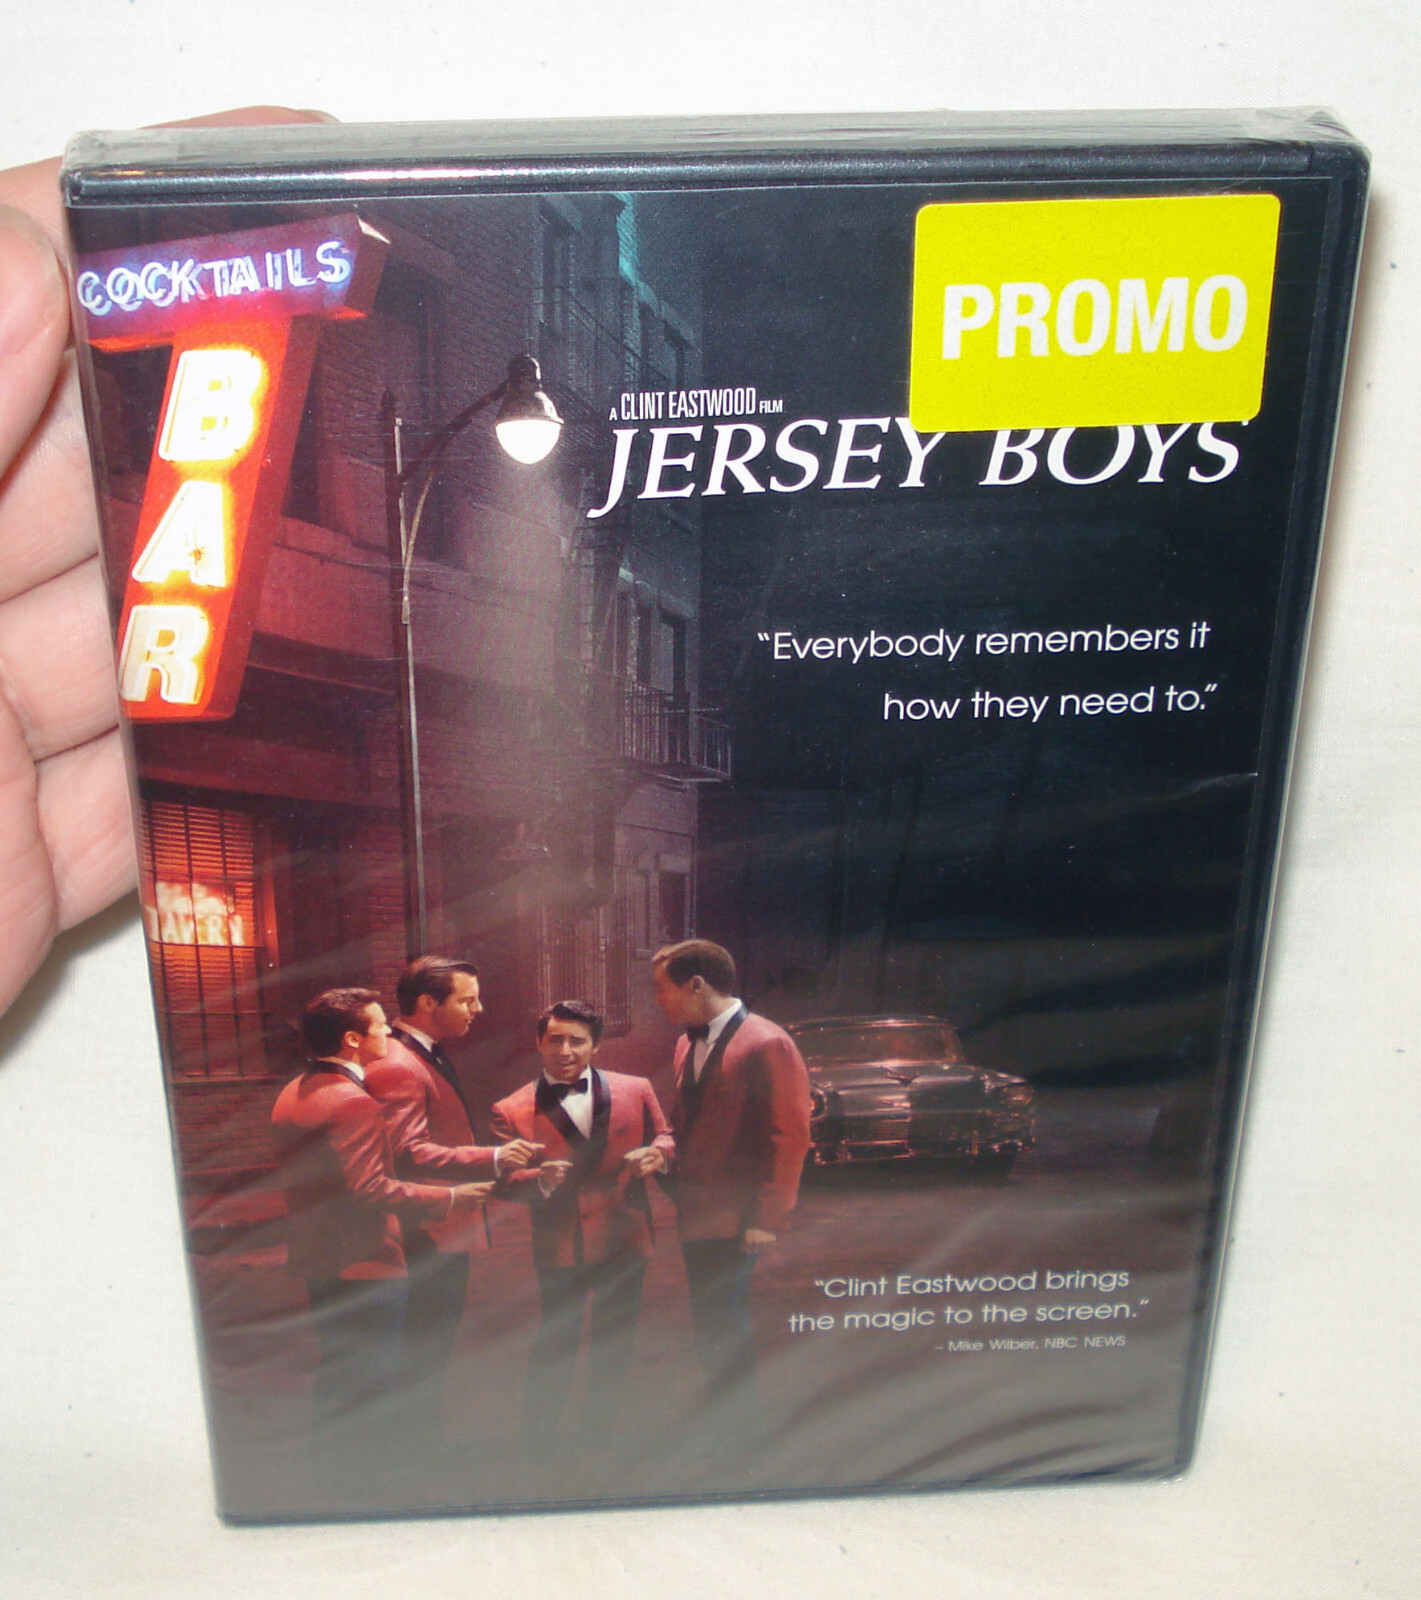 COCKTAILS
BAR
PROMO
A CLINT EASTWOOD FILM
JERSEY BOYS
"Everybody remembers it
how they need to."
TAVERN
"Clint Eastwood brings
the magic to the screen."
– Mike Wilber, NBC NEWS